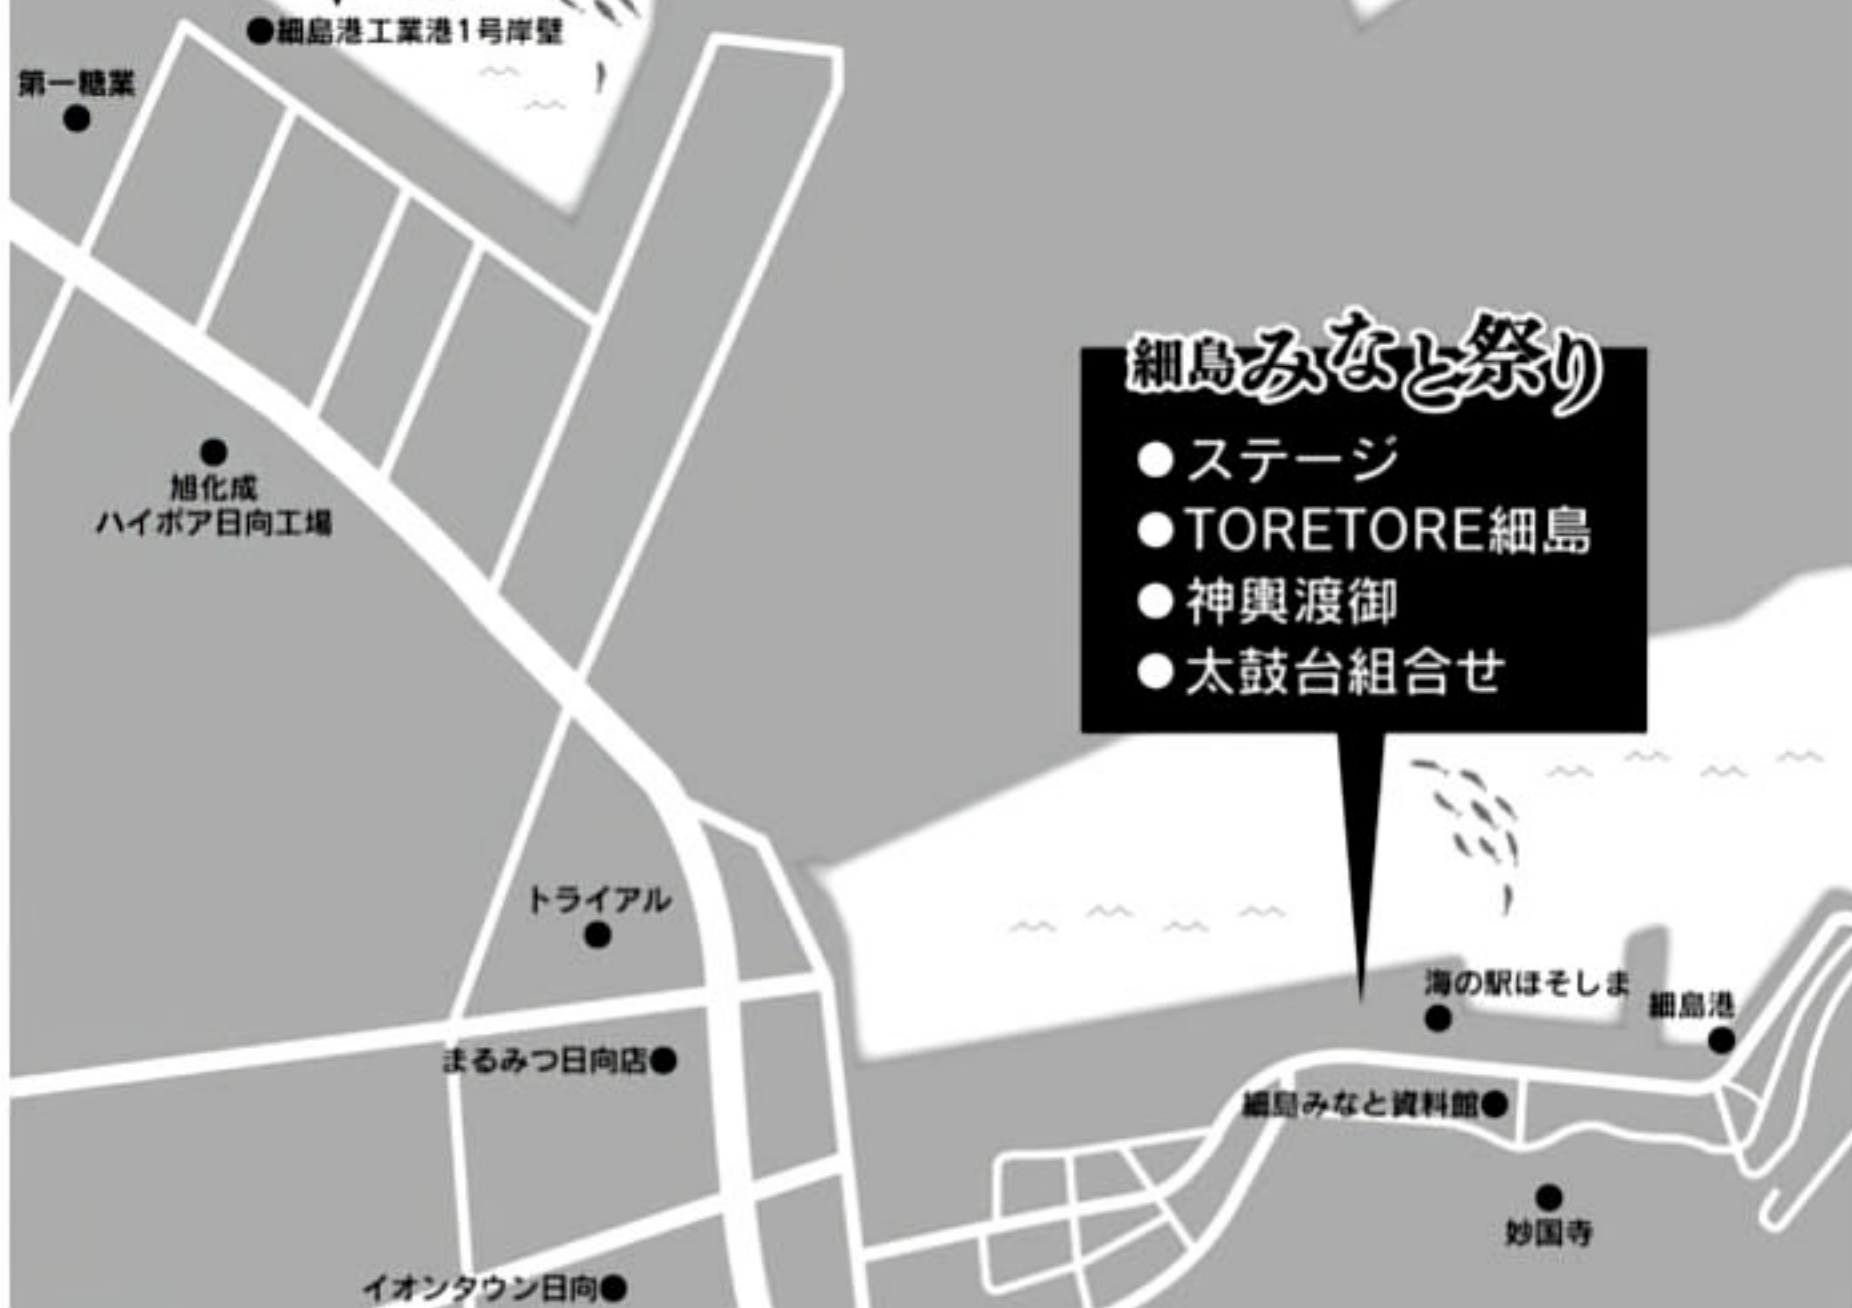 ●細島港工業港1号岸壁
第一糖業
旭化成
ハイポア日向工場
細島みなと祭り
●ステージ
●TORETORE細島
●神輿渡御
●太鼓台組合せ
トライアル
海の駅ほそしま
細島港
まるみつ日向店●
細島みなと資料館●
妙国寺
イオンタウン日向●